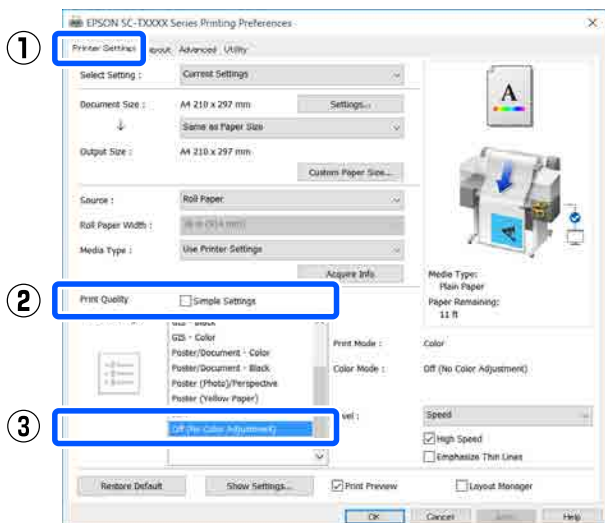 EPSON SC-TXXXX Series Printing Preferences
1
Printer Settings Layout Advanced Utility
Select Setting : Current Settings
Document Size : A4 210 x 297 mm Settings...
Same as Paper Size
Output Size : A4 210 x 297 mm
Custom Paper Size...
Source : Roll Paper
Roll Paper Width :
Media Type : Use Printer Settings
Acquire Info
A
Media Type:
Plain Paper
Paper Remaining:
11 ft
2
Print Quality Simple Settings
GIS - Black
GIS - Color
Poster/Document - Color
Poster/Document - Black
Poster (Photo)/Perspective
Poster (Yellow Paper)
3
Off (No Color Adjustment)
Print Mode : Color
Color Mode : Off (No Color Adjustment)
vel : Speed
High Speed
Emphasize Thin Lines
Restore Default Show Settings... Print Preview Layout Manager
OK Cancel Help